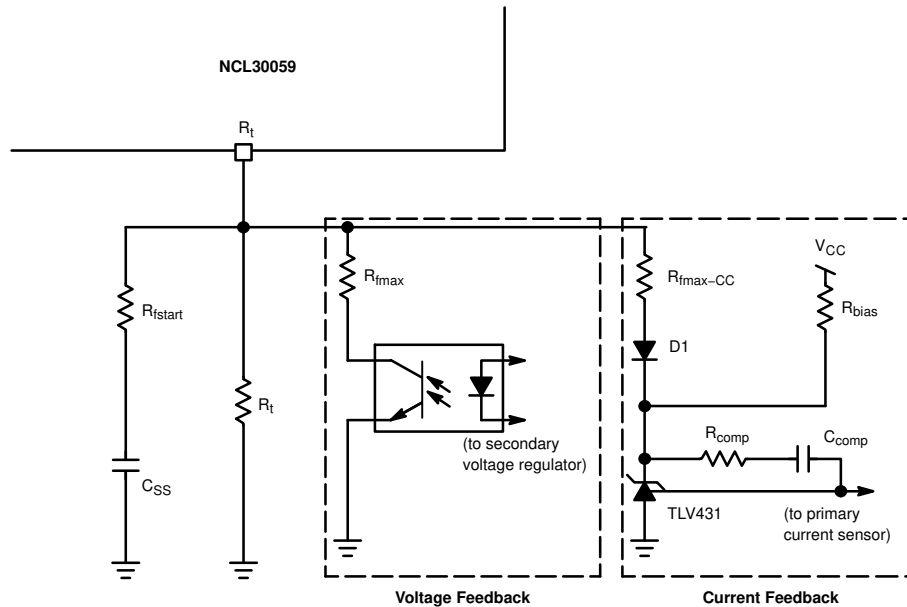 NCL30059
Rt
Rfstart
CSS
Rt
Rfmax
(to secondary
voltage regulator)
Rfmax−CC
D1
VCC
Rbias
Rcomp
Ccomp
TLV431
(to primary
current sensor)
Voltage Feedback
Current Feedback